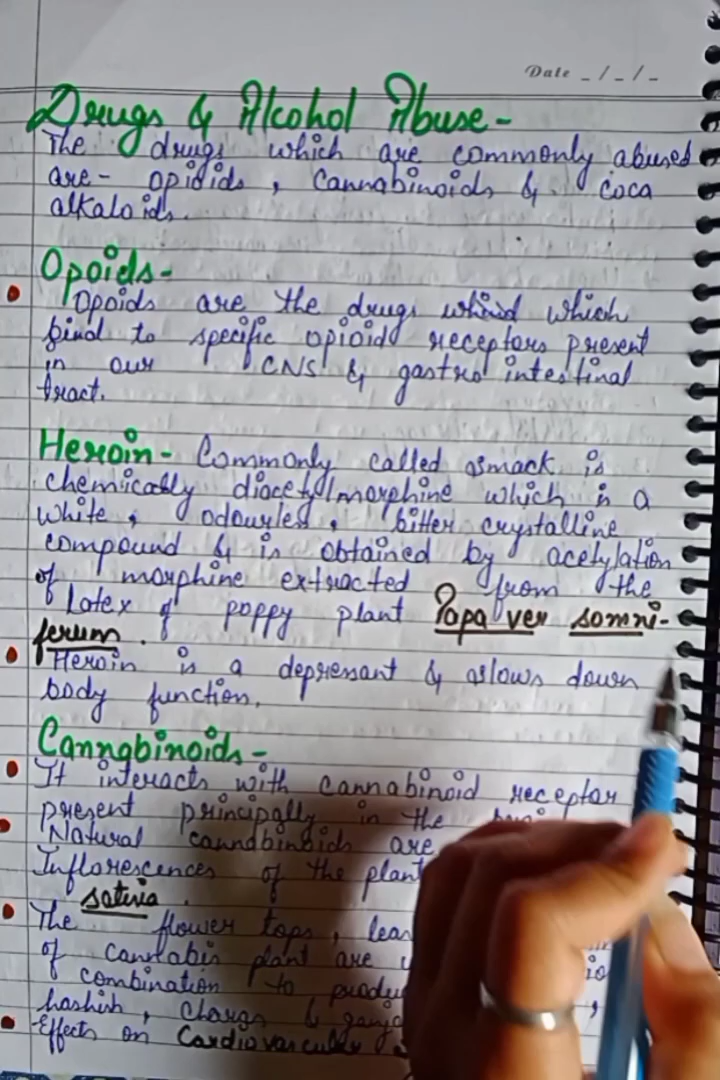 Date _ / _ / _
Drugs & Alcohol Abuse-
The drugs which are commonly abused
are- opioids, cannabinoids & coca
alkaloids.
Opoids-
Opoids are the drugs which
bind to specific opioid receptors present
in our CNS & gastro intestinal
tract.
Heroin- Commonly called smack is
chemically diacetylmorphine which is a
white, odourless, bitter crystalline
compound & is obtained by acetylation
of morphine extracted from the
Latex of poppy plant Papaver somni-
ferum.
Heroin is a depressant & slows down
body function.
Cannabinoids-
It interacts with cannabinoid receptor
present principally in the
Natural cannabinoids are
Inflorescences of the plant
sativa.
The flower tops,
of cannabis plant are
combination to
hashish, charas & ganja
Effects on Cardiovascular